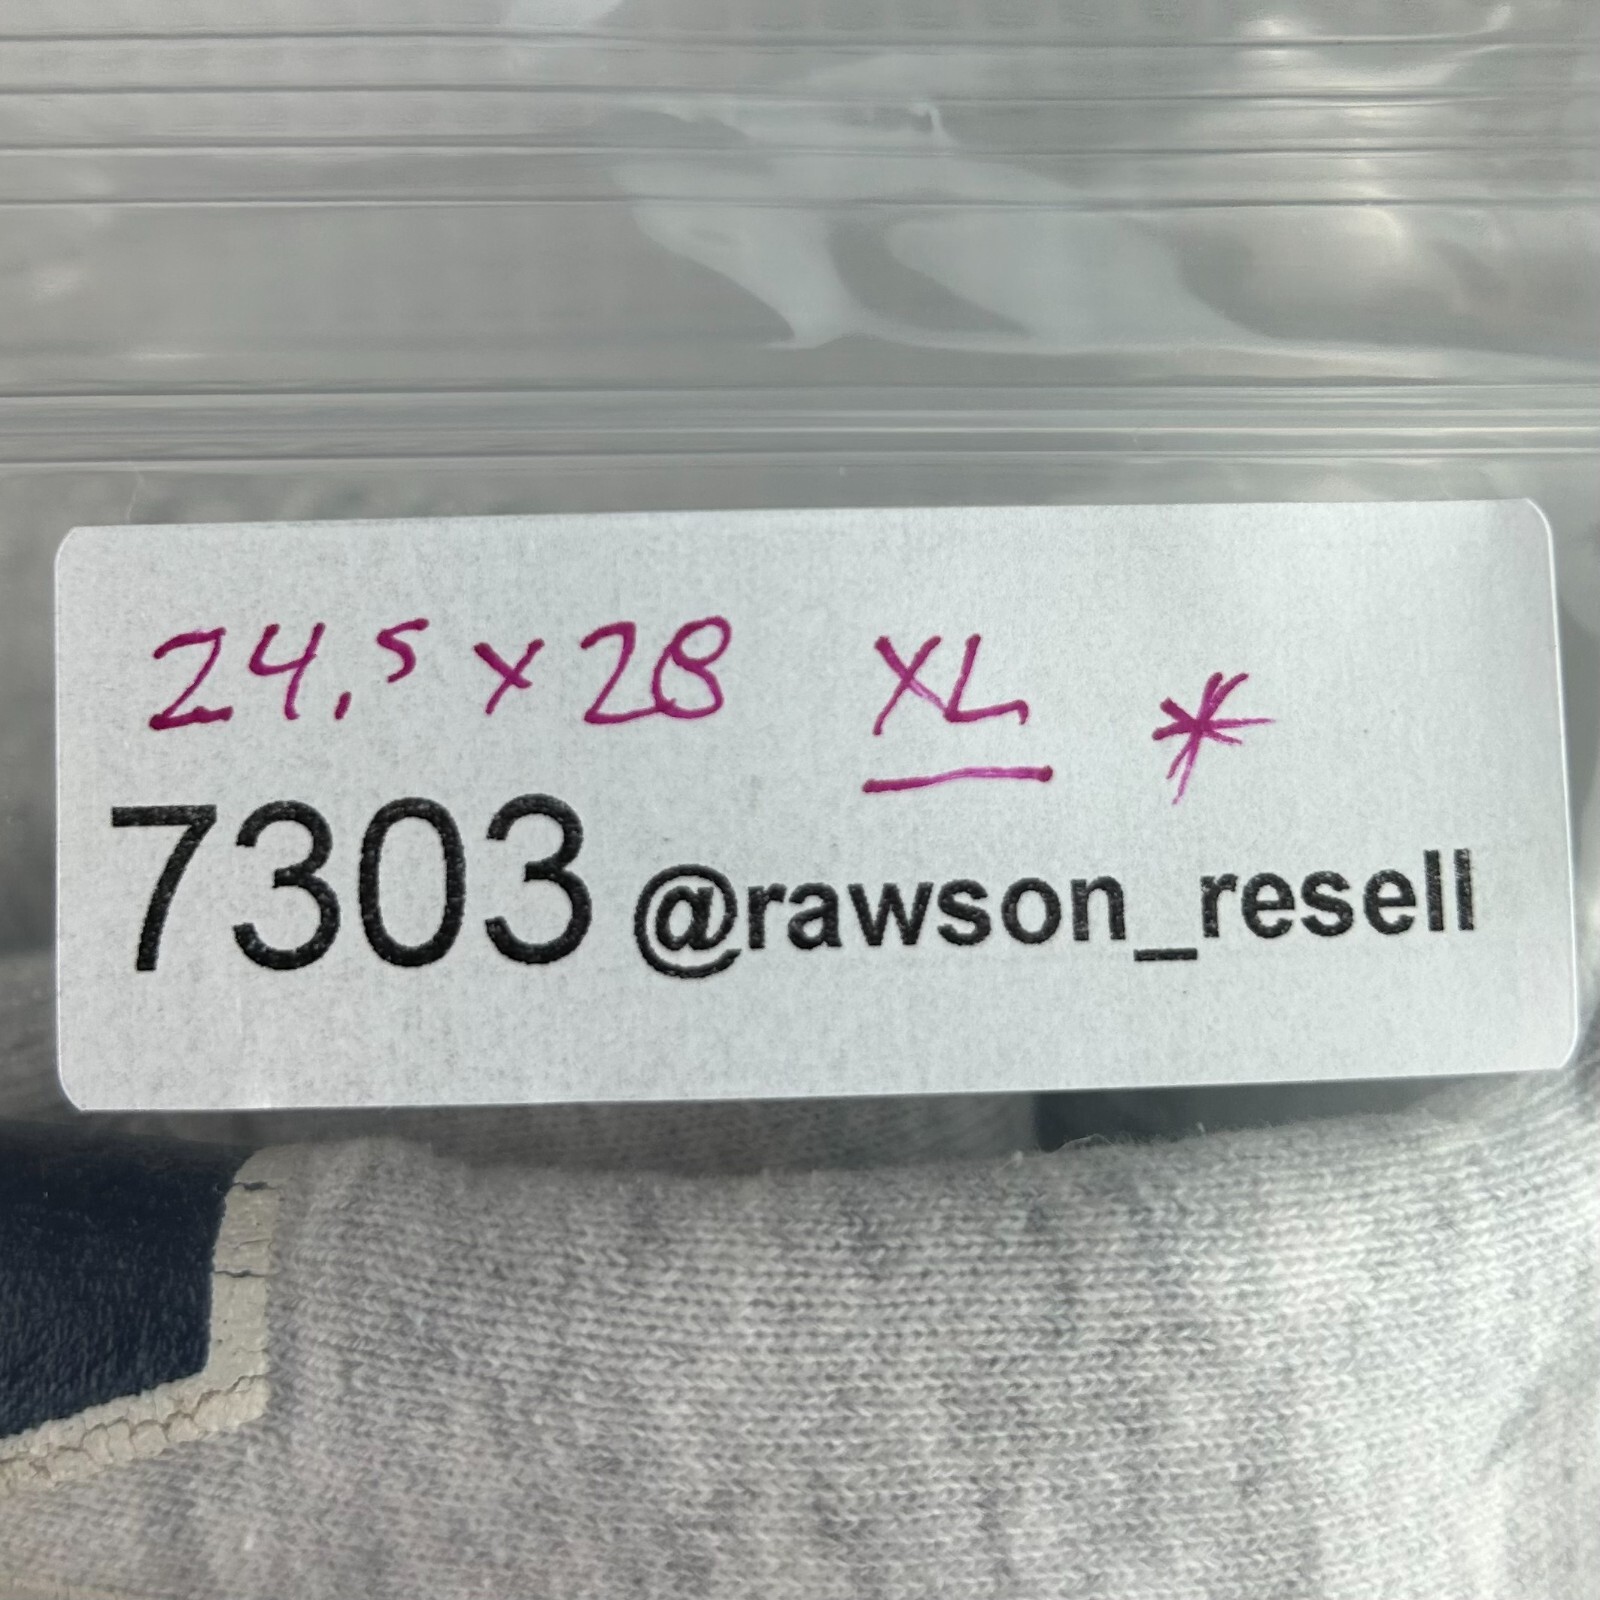 24.5 x 28 XL *
7303 @rawson_resell